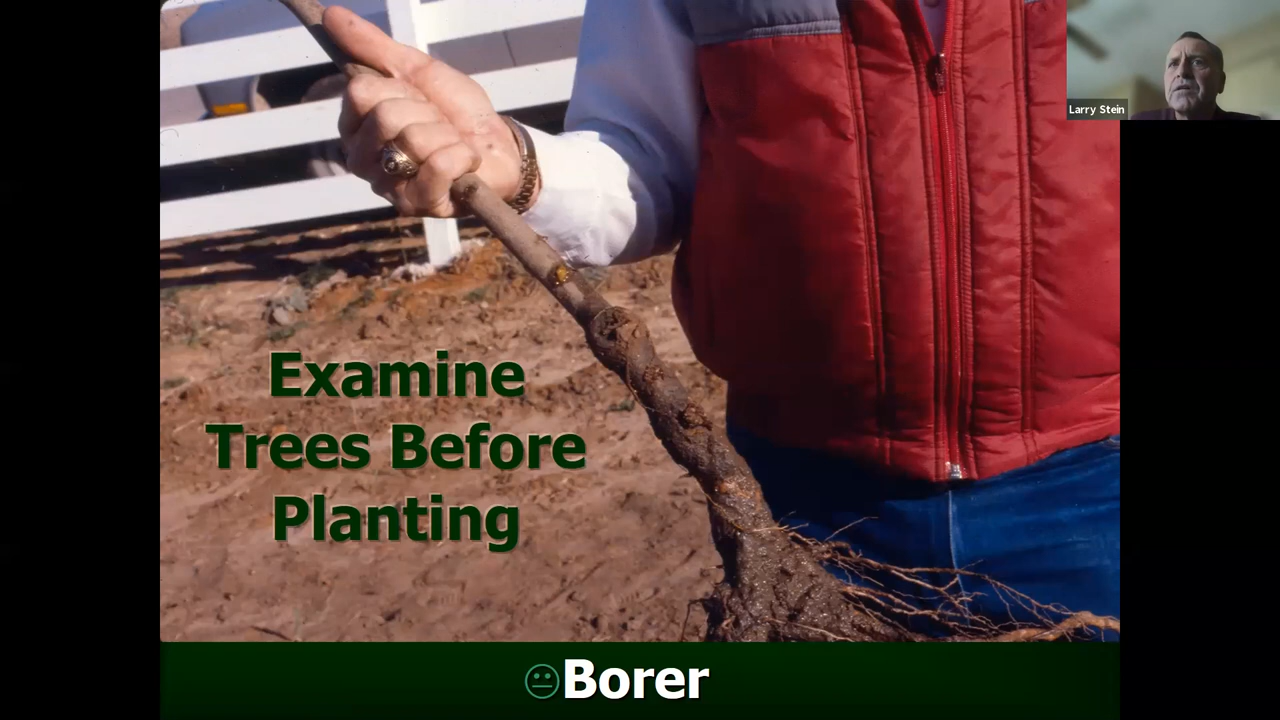 Larry Stein
Examine
Trees Before
Planting
Borer